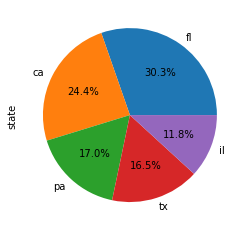 fl
ca
30.3%
24.4%
state
11.8%
17.0%
il
16.5%
pa
tx